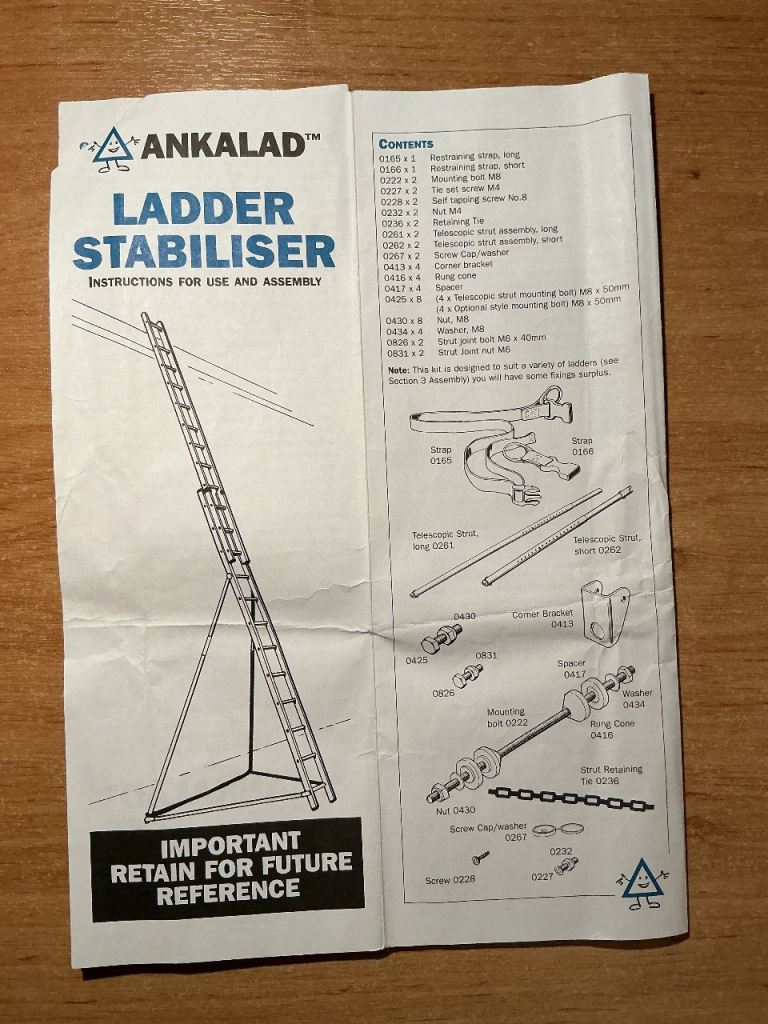 ANKALAD™
LADDER
STABILISER
INSTRUCTIONS FOR USE AND ASSEMBLY
IMPORTANT
RETAIN FOR FUTURE
REFERENCE
CONTENTS
0165 x 1 Restraining strap, long
0166 x 1 Restraining strap, short
0222 x 2 Mounting bolt M8
0227 x 2 Tie set screw M4
0228 x 2 Self tapping screw No.8
0232 x 2 Nut M4
0236 x 2 Retaining Tie
0261 x 2 Telescopic strut assembly, long
0262 x 2 Telescopic strut assembly, short
0267 x 2 Screw Cap/washer
0413 x 4 Corner bracket
0416 x 4 Rung cone
0417 x 4 Spacer
0425 x 8 (4 x Telescopic strut mounting bolt) M8 x 50mm
(4 x Optional style mounting bolt) M8 x 50mm
0430 x 8 Nut, M8
0434 x 4 Washer, M8
0826 x 2 Strut joint bolt M6 x 40mm
0831 x 2 Strut Joint nut M6
Note: This kit is designed to suit a variety of ladders (see
Section 3 Assembly) you will have some fixings surplus.
Strap
0165
Strap
0166
Telescopic Strut,
long 0261
Telescopic Strut,
short 0262
0430
0425
Corner Bracket
0413
0831
0826
Spacer
0417
Washer
0434
Mounting
bolt 0222
Rung Cone
0416
Strut Retaining
Tie 0236
Nut 0430
Screw Cap/washer
0267
0232
Screw 0228
0227